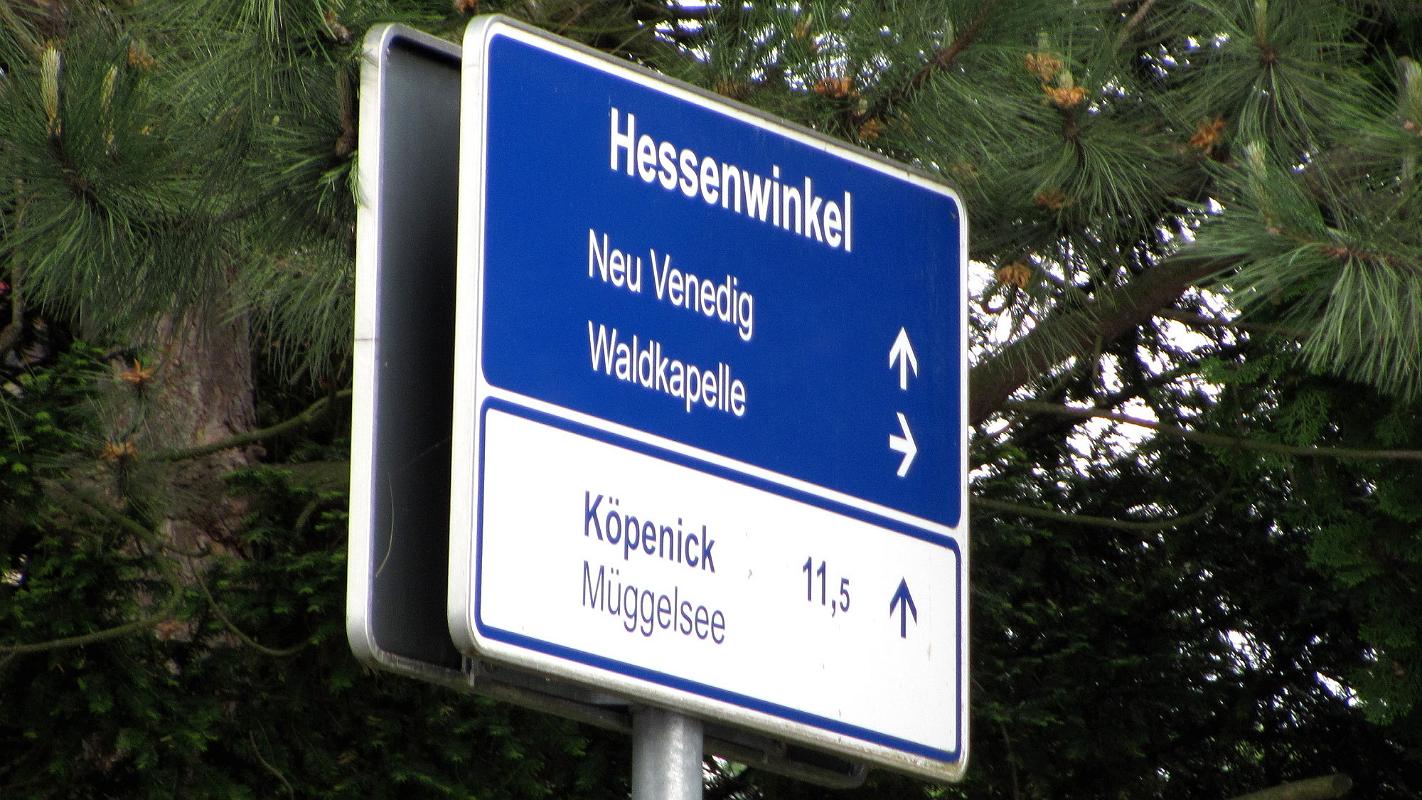 Hessenwinkel
Neu Venedig ↑
Waldkapelle →
Köpenick 11,5 ↑
Müggelsee